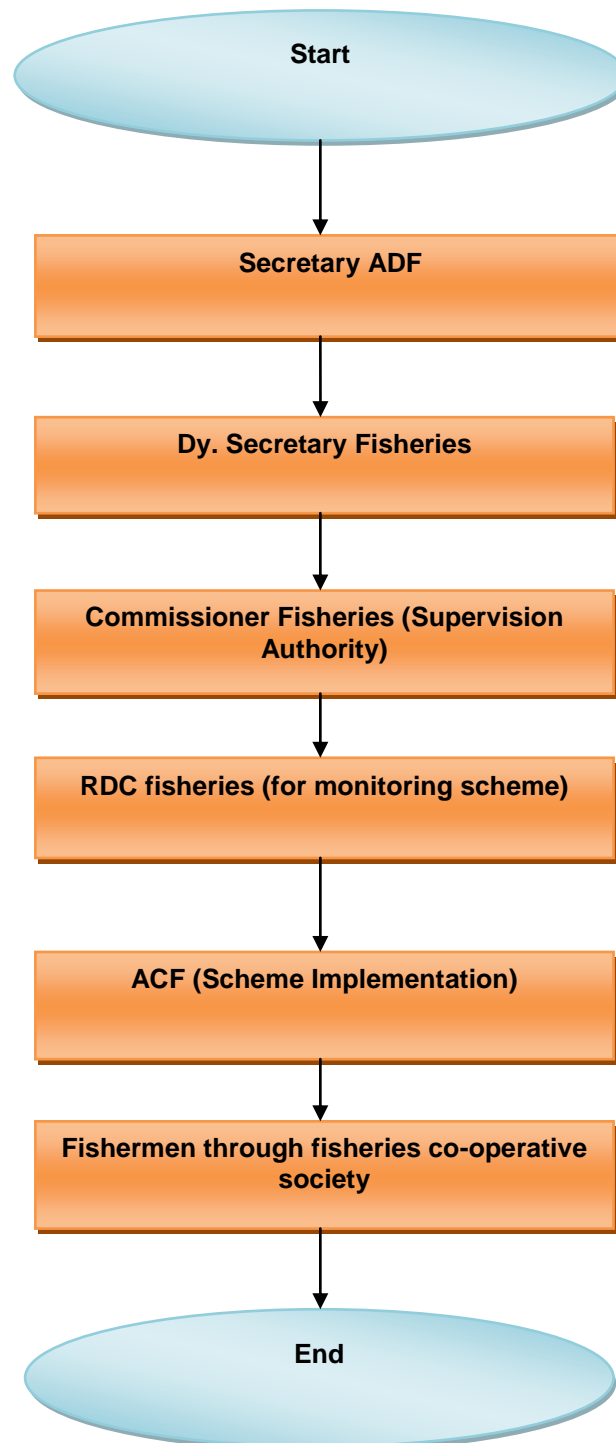 Start
Secretary ADF
Dy. Secretary Fisheries
Commissioner Fisheries (Supervision
Authority)
RDC fisheries (for monitoring scheme)
ACF (Scheme Implementation)
Fishermen through fisheries co-operative
society
End